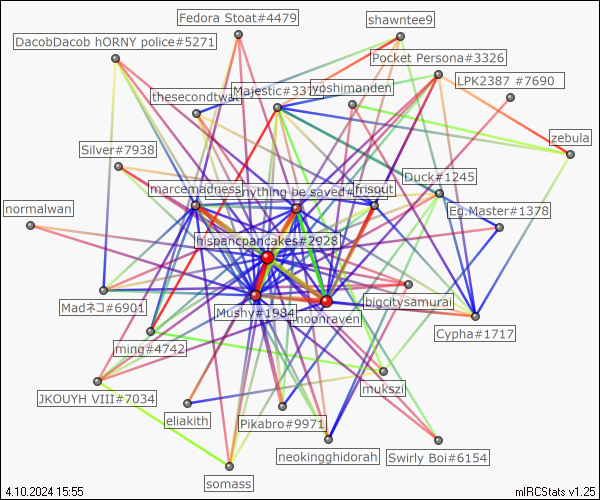 Fedora Stoat#4479
shawntee9
DacobDacob hORNY police#5271
Pocket Persona#3326
LPK2387 #7690
thesecondtwat
Majestic#337
yoshimanden
zebula
Silver#7938
Duck#1245
marcemadness
anything be saved#
frisout
normalwan
Eg.Master#1378
hispancpancakes#2928
Madネコ#6901
Mushy#1984
moonraven
bigcitysamurai
Cypha#1717
ming#4742
mukszi
JKOUYH VIII#7034
eliakith
Pikabro#9971
neokingghidorah
Swirly Boi#6154
somass
4.10.2024 15:55
mIRCStats v1.25